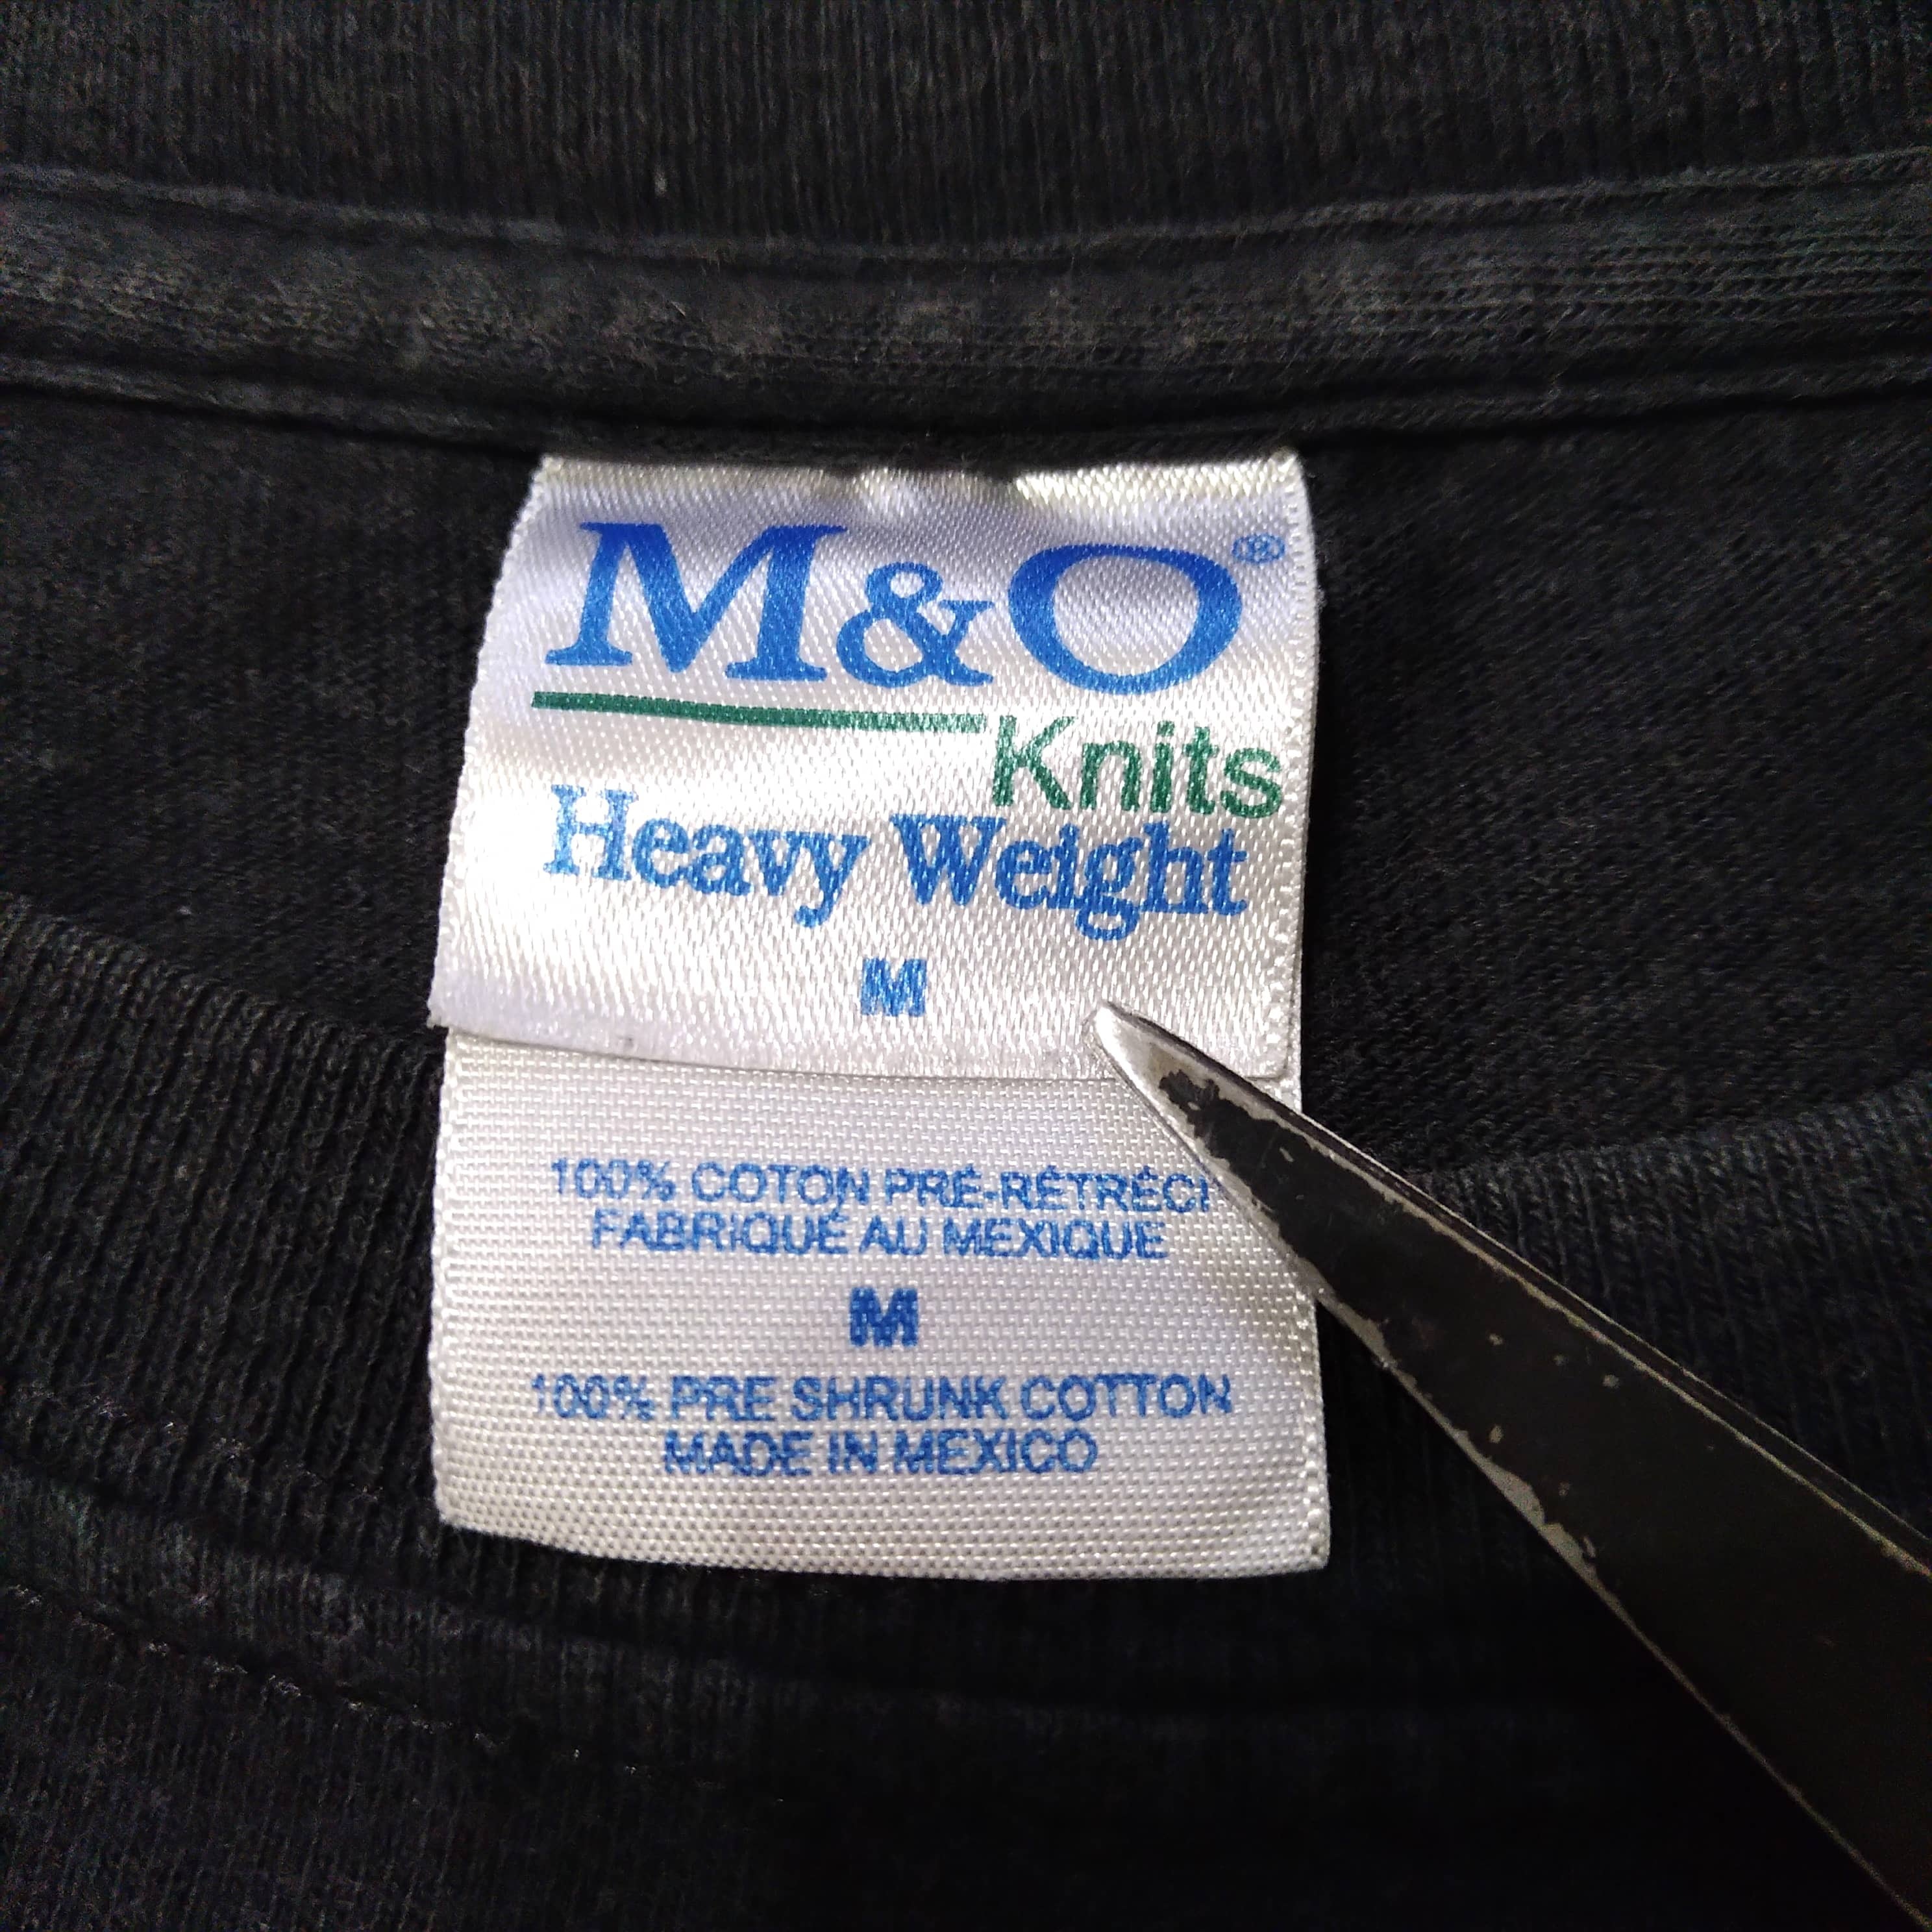 M&O®
Knits
Heavy Weight
M
100% COTON PRÉ-RÉTRÉCI
FABRIQUÉ AU MEXIQUE
M
100% PRE SHRUNK COTTON
MADE IN MEXICO